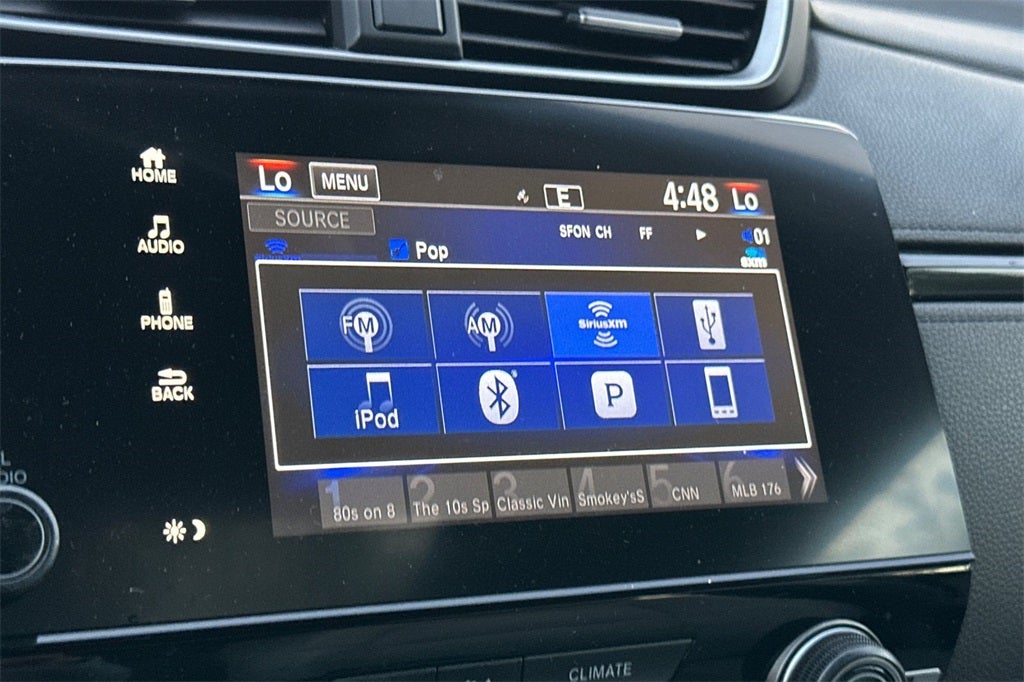 HOME
AUDIO
PHONE
BACK
Lo
MENU
E
4:48
Lo
SOURCE
SFON CH
FF
01
Pop
sxm
FM
AM
SiriusXM
iPod
P
1
80s on 8
2
The 10s Sp
3
Classic Vin
4
Smokey'sS
5
CNN
6
MLB 176
CLIMATE